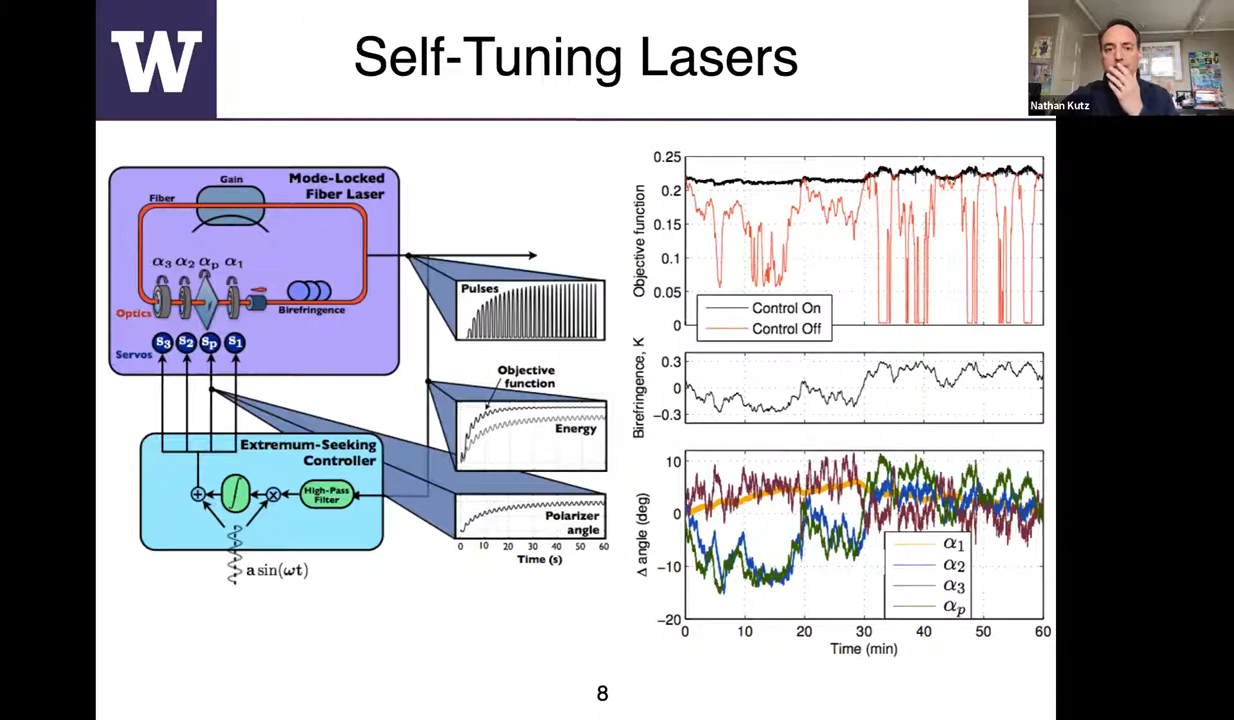 W
Self-Tuning Lasers
Nathan Kutz
Mode-Locked
Fiber Laser
Gain
Fiber
α3 α2 αp α1
Optics
Birefringence
Servos
s3 s2 sp s1
Pulses
Objective
function
Energy
Extremum-Seeking
Controller
+
∫
×
High-Pass
Filter
a sin(ωt)
Polarizer
angle
0 10 20 30 40 50 60
Time (s)
Objective function
0.25
0.2
0.15
0.1
0.05
0
Control On
Control Off
Birefringence, K
0.3
0
−0.3
Δ angle (deg)
10
0
−10
−20
α1
α2
α3
αp
0 10 20 30 40 50 60
Time (min)
8